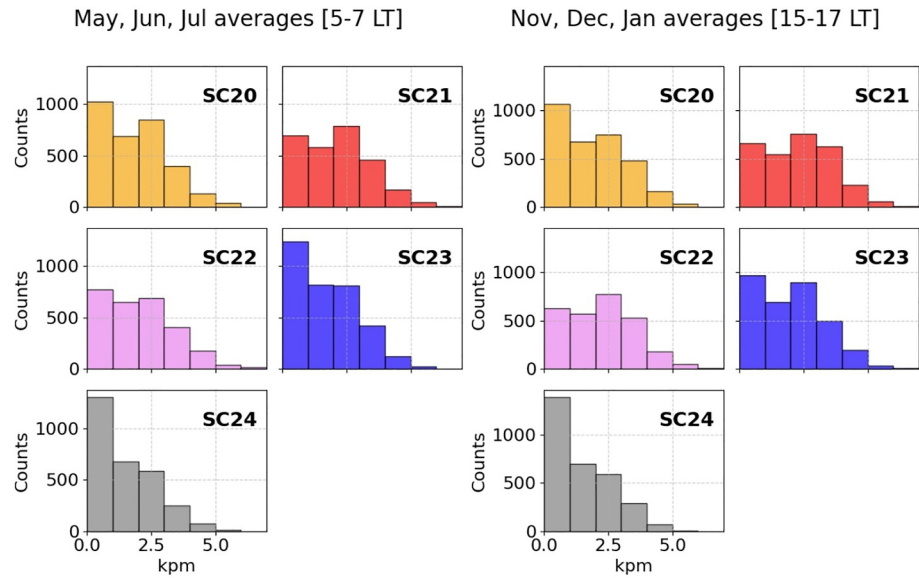 May, Jun, Jul averages [5-7 LT]
Nov, Dec, Jan averages [15-17 LT]
SC20
SC21
1000
500
0
Counts
SC22
SC23
1000
500
0
Counts
SC24
1000
500
0
Counts
0.0 2.5 5.0
kpm
SC20
SC21
1000
500
0
Counts
SC22
SC23
1000
500
0
Counts
SC24
1000
500
0
Counts
0.0 2.5 5.0
kpm